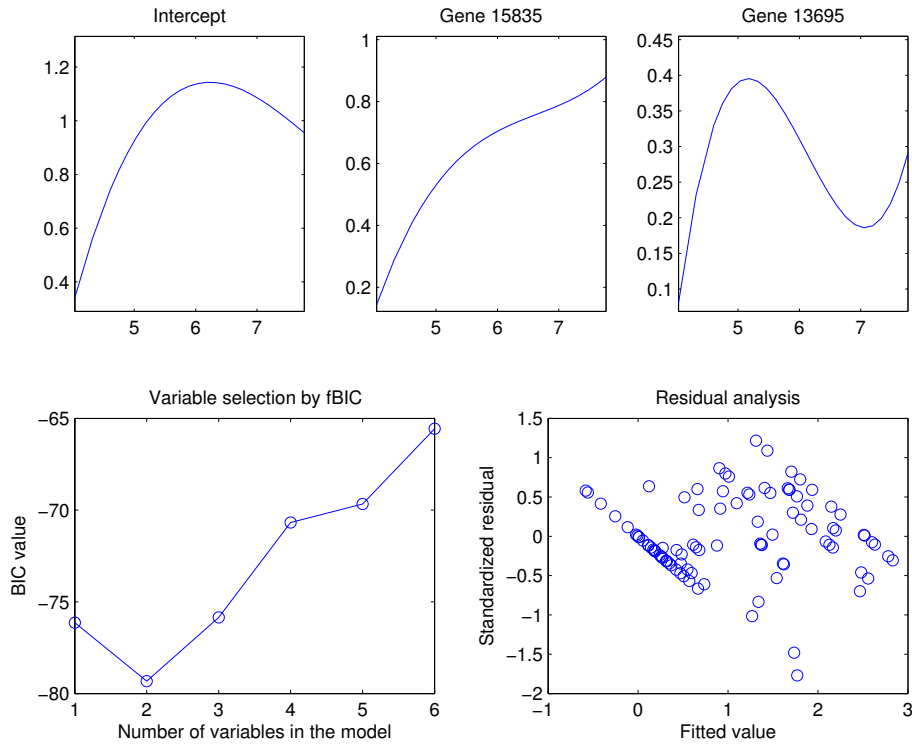 Intercept
1.2
1
0.8
0.6
0.4
5 6 7
Gene 15835
1
0.8
0.6
0.4
0.2
5 6 7
Gene 13695
0.45
0.4
0.35
0.3
0.25
0.2
0.15
0.1
5 6 7
Variable selection by fBIC
BIC value
−65
−70
−75
−80
1 2 3 4 5 6
Number of variables in the model
Residual analysis
Standardized residual
1.5
1
0.5
0
−0.5
−1
−1.5
−2
−1 0 1 2 3
Fitted value